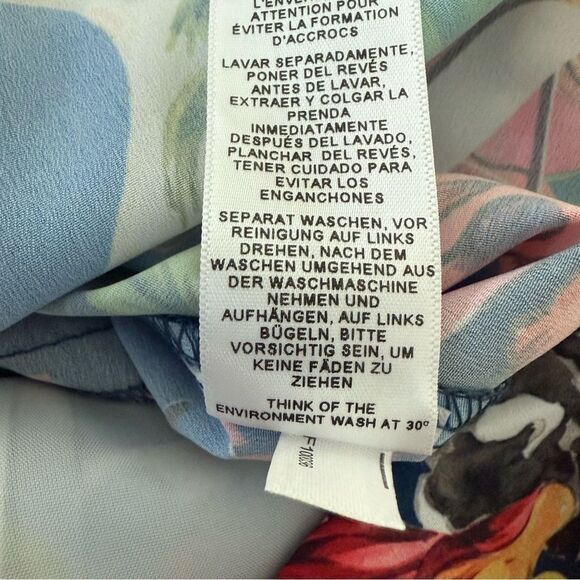 ATTENTION POUR
ÉVITER LA FORMATION
D'ACCROCS
LAVAR SEPARADAMENTE,
PONER DEL REVÉS
ANTES DE LAVAR,
EXTRAER Y COLGAR LA
PRENDA
INMEDIATAMENTE
DESPUÉS DEL LAVADO,
PLANCHAR DEL REVÉS,
TENER CUIDADO PARA
EVITAR LOS
ENGANCHONES
SEPARAT WASCHEN, VOR
REINIGUNG AUF LINKS
DREHEN, NACH DEM
WASCHEN UMGEHEND AUS
DER WASCHMASCHINE
NEHMEN UND
AUFHÄNGEN, AUF LINKS
BÜGELN, BITTE
VORSICHTIG SEIN, UM
KEINE FÄDEN ZU
ZIEHEN
THINK OF THE
ENVIRONMENT WASH AT 30º